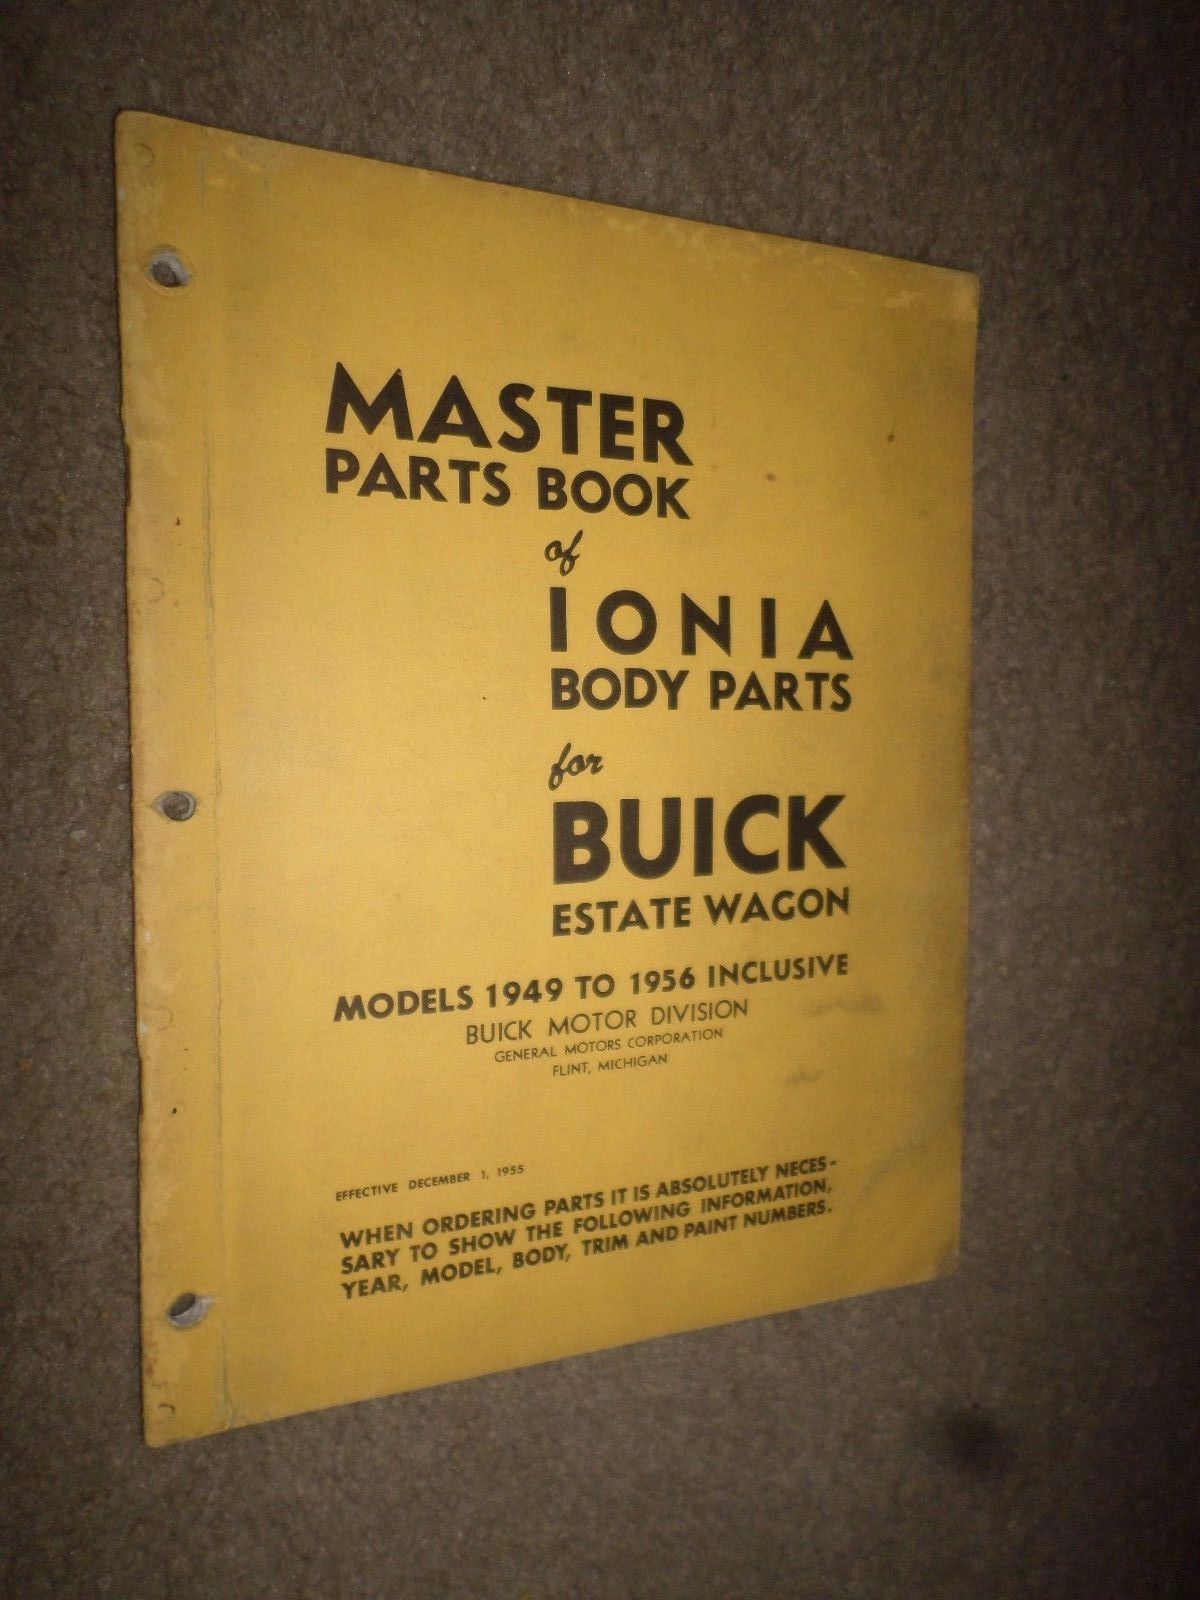 MASTER
PARTS BOOK
of
IONIA
BODY PARTS
for
BUICK
ESTATE WAGON
MODELS 1949 TO 1956 INCLUSIVE
BUICK MOTOR DIVISION
GENERAL MOTORS CORPORATION
FLINT, MICHIGAN
EFFECTIVE DECEMBER 1, 1955
WHEN ORDERING PARTS IT IS ABSOLUTELY NECES-
SARY TO SHOW THE FOLLOWING INFORMATION,
YEAR, MODEL, BODY, TRIM AND PAINT NUMBERS.